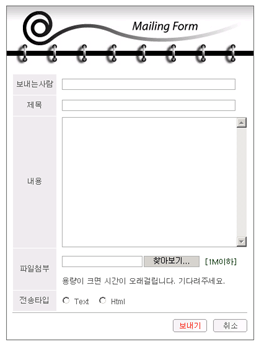 Mailing Form
보내는사람
제목
내용
파일첨부
찾아보기... [1M이하]
용량이 크면 시간이 오래걸립니다. 기다려주세요.
전송타입
Text Html
보내기 취소